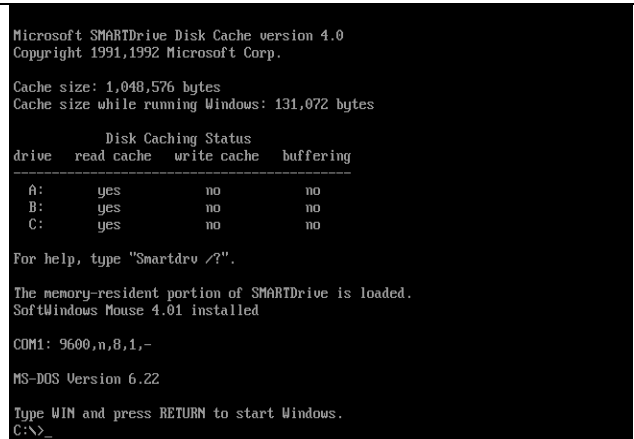 Microsoft SMARTDrive Disk Cache version 4.0
Copyright 1991,1992 Microsoft Corp.
Cache size: 1,048,576 bytes
Cache size while running Windows: 131,072 bytes
Disk Caching Status
drive read cache write cache buffering
-------------------------------------------
A: yes no no
B: yes no no
C: yes no no
For help, type "Smartdrv /?".
The memory-resident portion of SMARTDrive is loaded.
SoftWindows Mouse 4.01 installed
COM1: 9600,n,8,1,-
MS-DOS Version 6.22
Type WIN and press RETURN to start Windows.
C:\>_